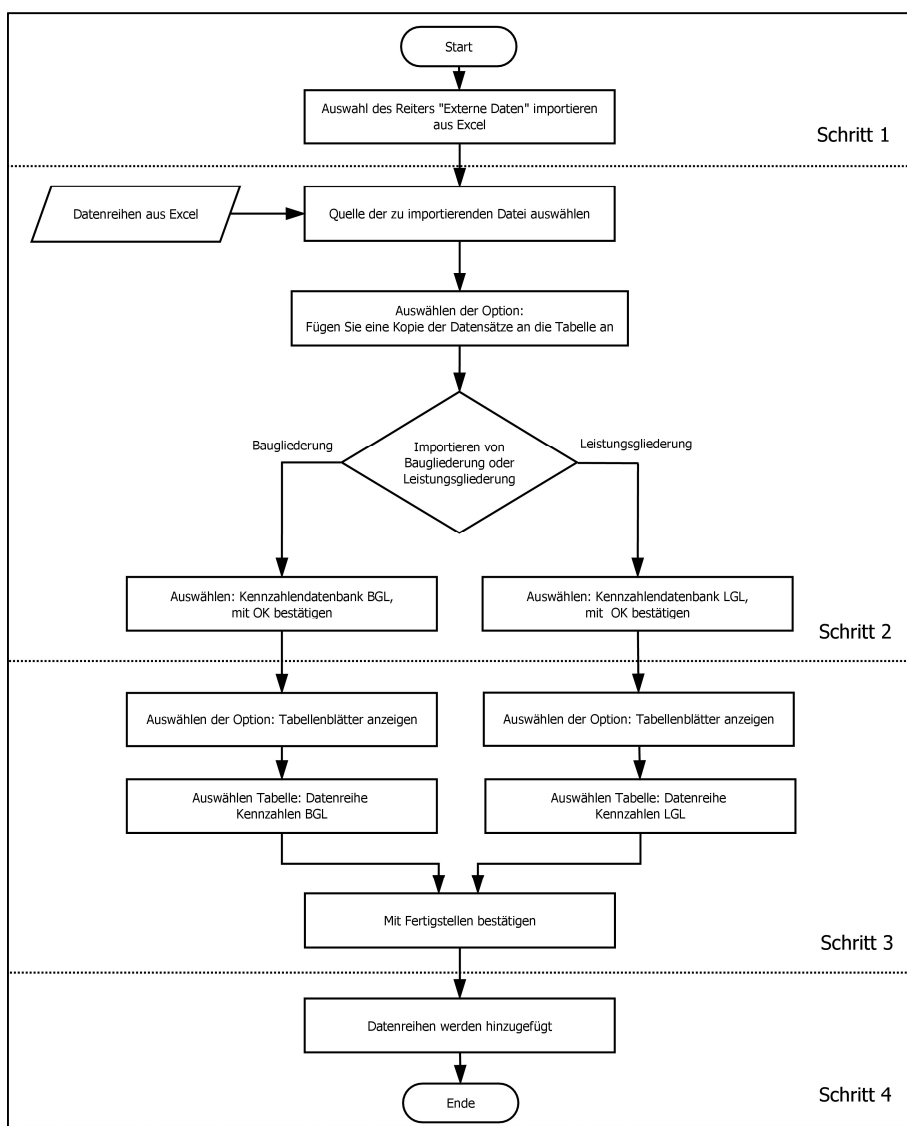 Start
Auswahl des Reiters "Externe Daten" importieren
aus Excel
Schritt 1
Datenreihen aus Excel
Quelle der zu importierenden Datei auswählen
Auswählen der Option:
Fügen Sie eine Kopie der Datensätze an die Tabelle an
Baugliederung
Importieren von
Baugliederung oder
Leistungsgliederung
Leistungsgliederung
Auswählen: Kennzahlendatenbank BGL,
mit OK bestätigen
Auswählen: Kennzahlendatenbank LGL,
mit OK bestätigen
Schritt 2
Auswählen der Option: Tabellenblätter anzeigen
Auswählen der Option: Tabellenblätter anzeigen
Auswählen Tabelle: Datenreihe
Kennzahlen BGL
Auswählen Tabelle: Datenreihe
Kennzahlen LGL
Mit Fertigstellen bestätigen
Schritt 3
Datenreihen werden hinzugefügt
Ende
Schritt 4